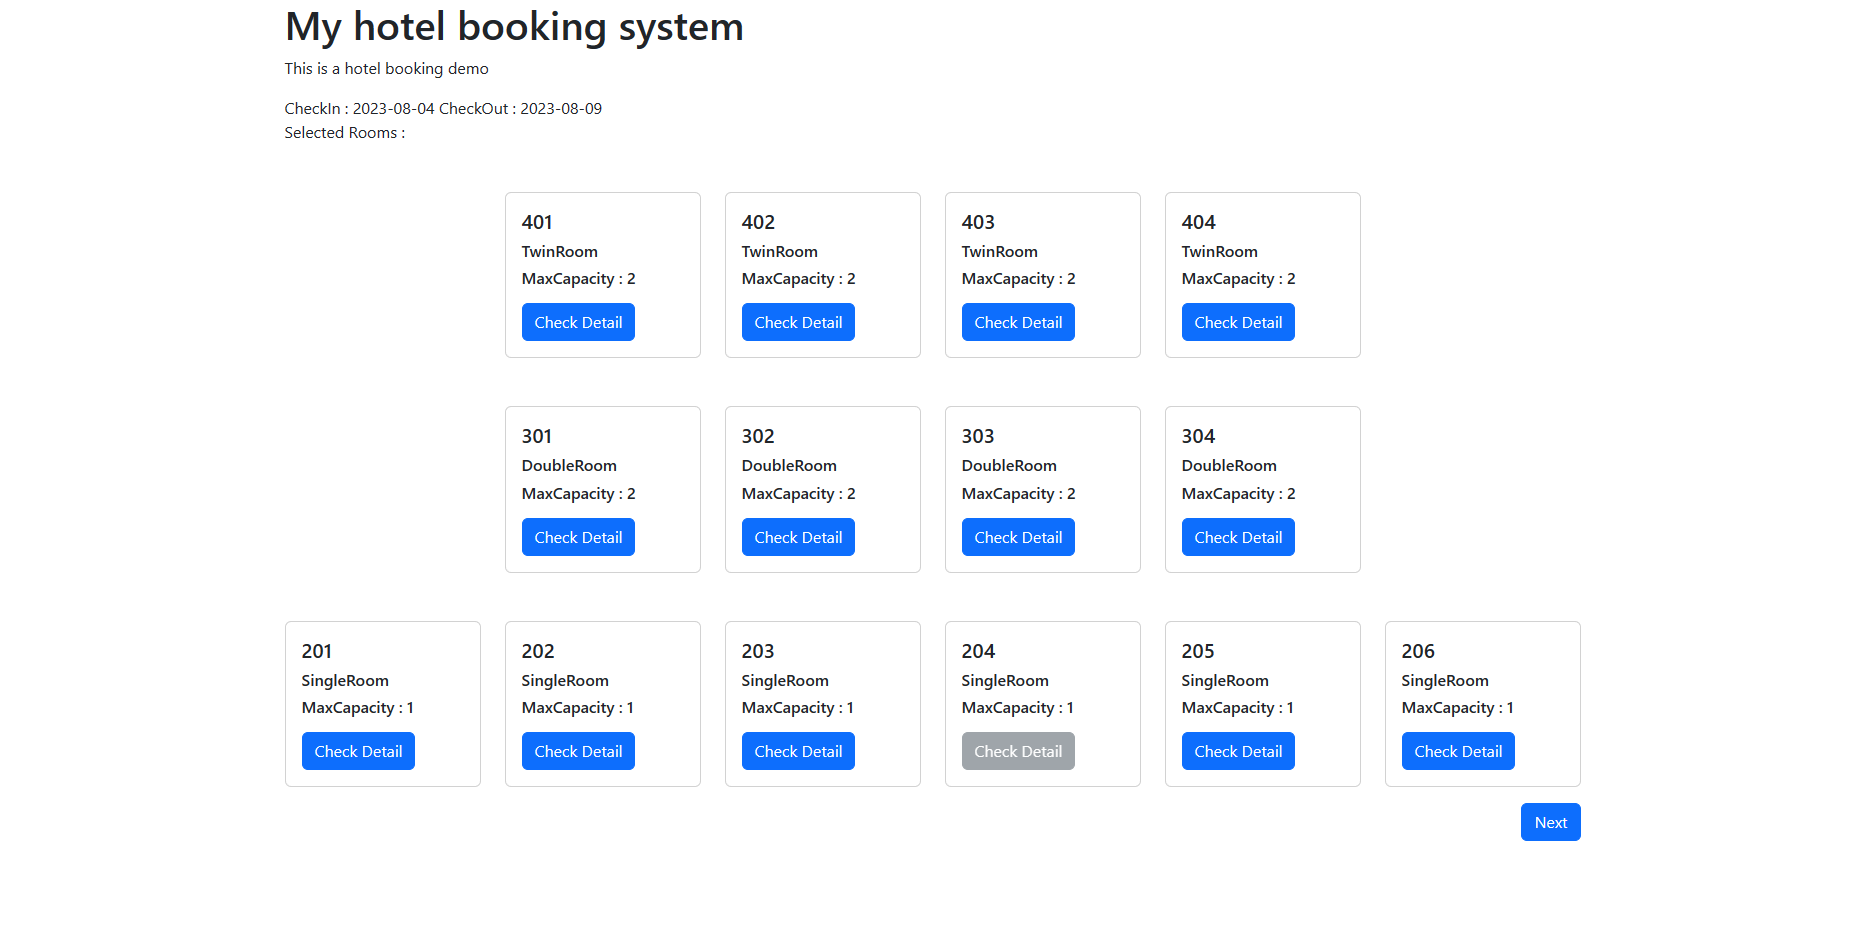 My hotel booking system
This is a hotel booking demo
CheckIn : 2023-08-04 CheckOut : 2023-08-09
Selected Rooms :
401
TwinRoom
MaxCapacity : 2
Check Detail
402
TwinRoom
MaxCapacity : 2
Check Detail
403
TwinRoom
MaxCapacity : 2
Check Detail
404
TwinRoom
MaxCapacity : 2
Check Detail
301
DoubleRoom
MaxCapacity : 2
Check Detail
302
DoubleRoom
MaxCapacity : 2
Check Detail
303
DoubleRoom
MaxCapacity : 2
Check Detail
304
DoubleRoom
MaxCapacity : 2
Check Detail
201
SingleRoom
MaxCapacity : 1
Check Detail
202
SingleRoom
MaxCapacity : 1
Check Detail
203
SingleRoom
MaxCapacity : 1
Check Detail
204
SingleRoom
MaxCapacity : 1
Check Detail
205
SingleRoom
MaxCapacity : 1
Check Detail
206
SingleRoom
MaxCapacity : 1
Check Detail
Next